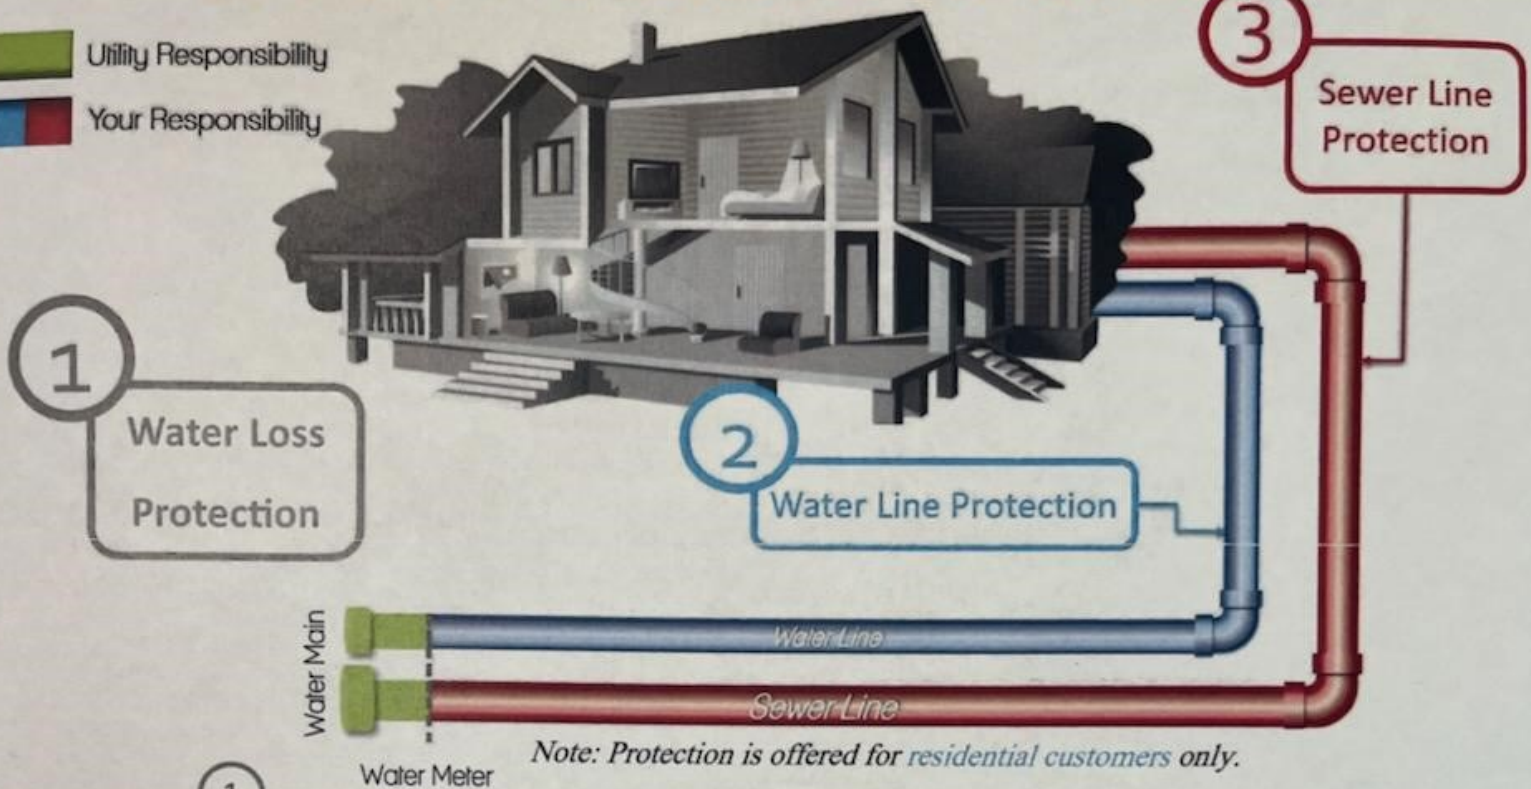 Utility Responsibility
Your Responsibility
3
Sewer Line
Protection
1
Water Loss
Protection
2
Water Line Protection
Water Main
Water Line
Sewer Line
Note: Protection is offered for residential customers only.
Water Meter
1